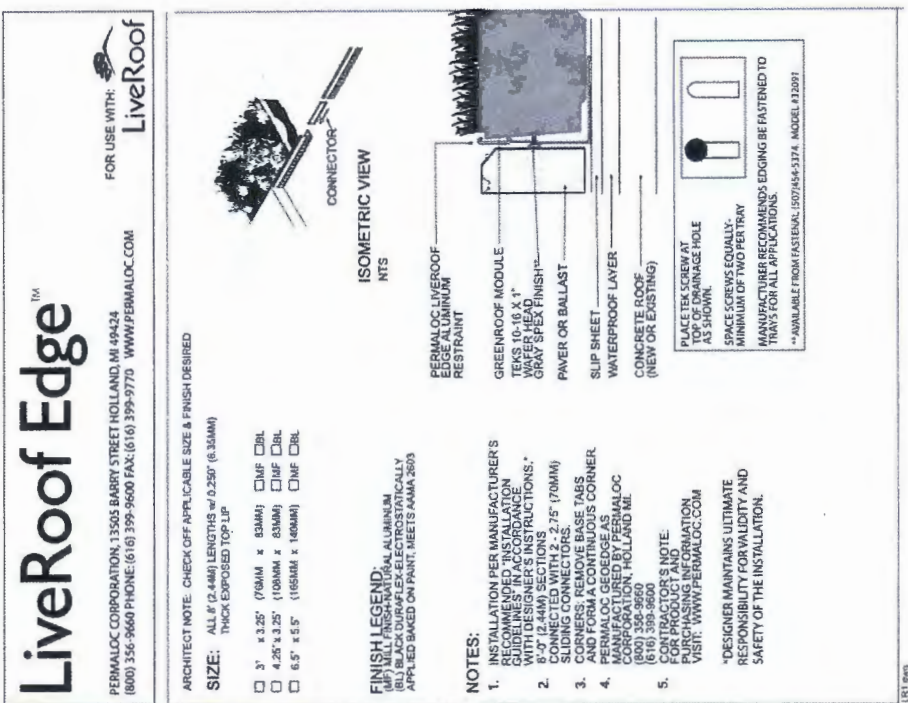 LiveRoof Edge™
FOR USE WITH:
LiveRoof
PERMALOC CORPORATION, 13505 BARRY STREET HOLLAND, MI 49424
(800) 356-9660 PHONE: (616) 399-9600 FAX: (616) 399-9770 WWW.PERMALOC.COM
ARCHITECT NOTE: CHECK OFF APPLICABLE SIZE & FINISH DESIRED
SIZE: ALL 8' (2.44M) LENGTHS w/ 0.250" (6.35MM)
THICK EXPOSED TOP LIP
☐ 3" x 3.25" (76MM x 83MM) ☐MF ☐BL
☐ 4.25" x 3.25" (108MM x 83MM) ☐MF ☐BL
☐ 6.5" x 5.5" (165MM x 140MM) ☐MF ☐BL
FINISH LEGEND:
(MF) MILL FINISH-NATURAL ALUMINUM
(BL) BLACK DURAFLEX-ELECTROSTATICALLY
APPLIED BAKED ON PAINT, MEETS AAMA 2603
CONNECTOR
ISOMETRIC VIEW
NTS
NOTES:
1. INSTALLATION PER MANUFACTURER'S
RECOMMENDED "INSTALLATION
GUIDELINES" IN ACCORDANCE
WITH DESIGNER'S INSTRUCTIONS.*
2. 8'-0" (2.44M) SECTIONS
CONNECTED WITH 2 - 2.75" (70MM)
SLIDING CONNECTORS.
3. CORNERS: REMOVE BASE TABS
AND FORM A CONTINUOUS CORNER.
4. PERMALOC GEOEDGE AS
MANUFACTURED BY PERMALOC
CORPORATION, HOLLAND MI.
(800) 356-9660
(616) 399-9600
5. CONTRACTOR'S NOTE:
FOR PRODUCT AND
PURCHASING INFORMATION
VISIT: WWW.PERMALOC.COM
*DESIGNER MAINTAINS ULTIMATE
RESPONSIBILITY FOR VALIDITY AND
SAFETY OF THE INSTALLATION.
PERMALOC LIVEROOF
EDGE ALUMINUM
RESTRAINT
GREENROOF MODULE
TEKS 10-16 X 1"
WAFER HEAD
GRAY SPEX FINISH**
PAVER OR BALLAST
SLIP SHEET
WATERPROOF LAYER
CONCRETE ROOF
(NEW OR EXISTING)
PLACE TEK SCREW AT
TOP OF DRAINAGE HOLE
AS SHOWN.
SPACE SCREWS EQUALLY-
MINIMUM OF TWO PER TRAY
MANUFACTURER RECOMMENDS EDGING BE FASTENED TO
TRAYS FOR ALL APPLICATIONS.
**AVAILABLE FROM FASTENAL (507)454-5374. MODEL #32091
LR1.dwg